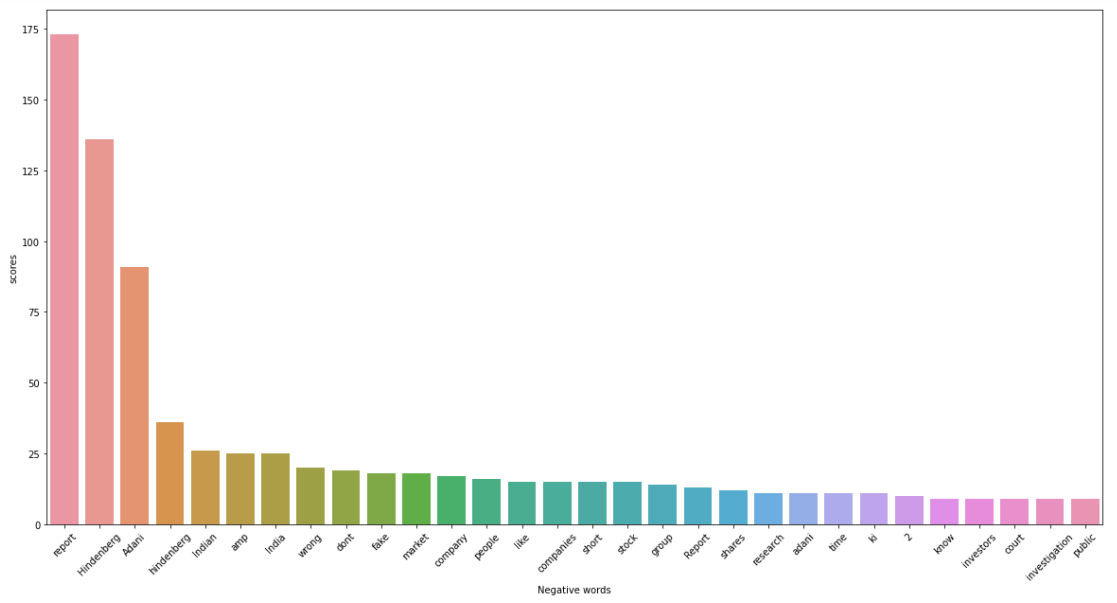 175
150
125
100
75
50
25
0
scores
report Hindenberg Adani hindenberg Indian amp India wrong dont fake market company people like companies short stock group Report shares research adani time ki 2 know investors court investigation public
Negative words